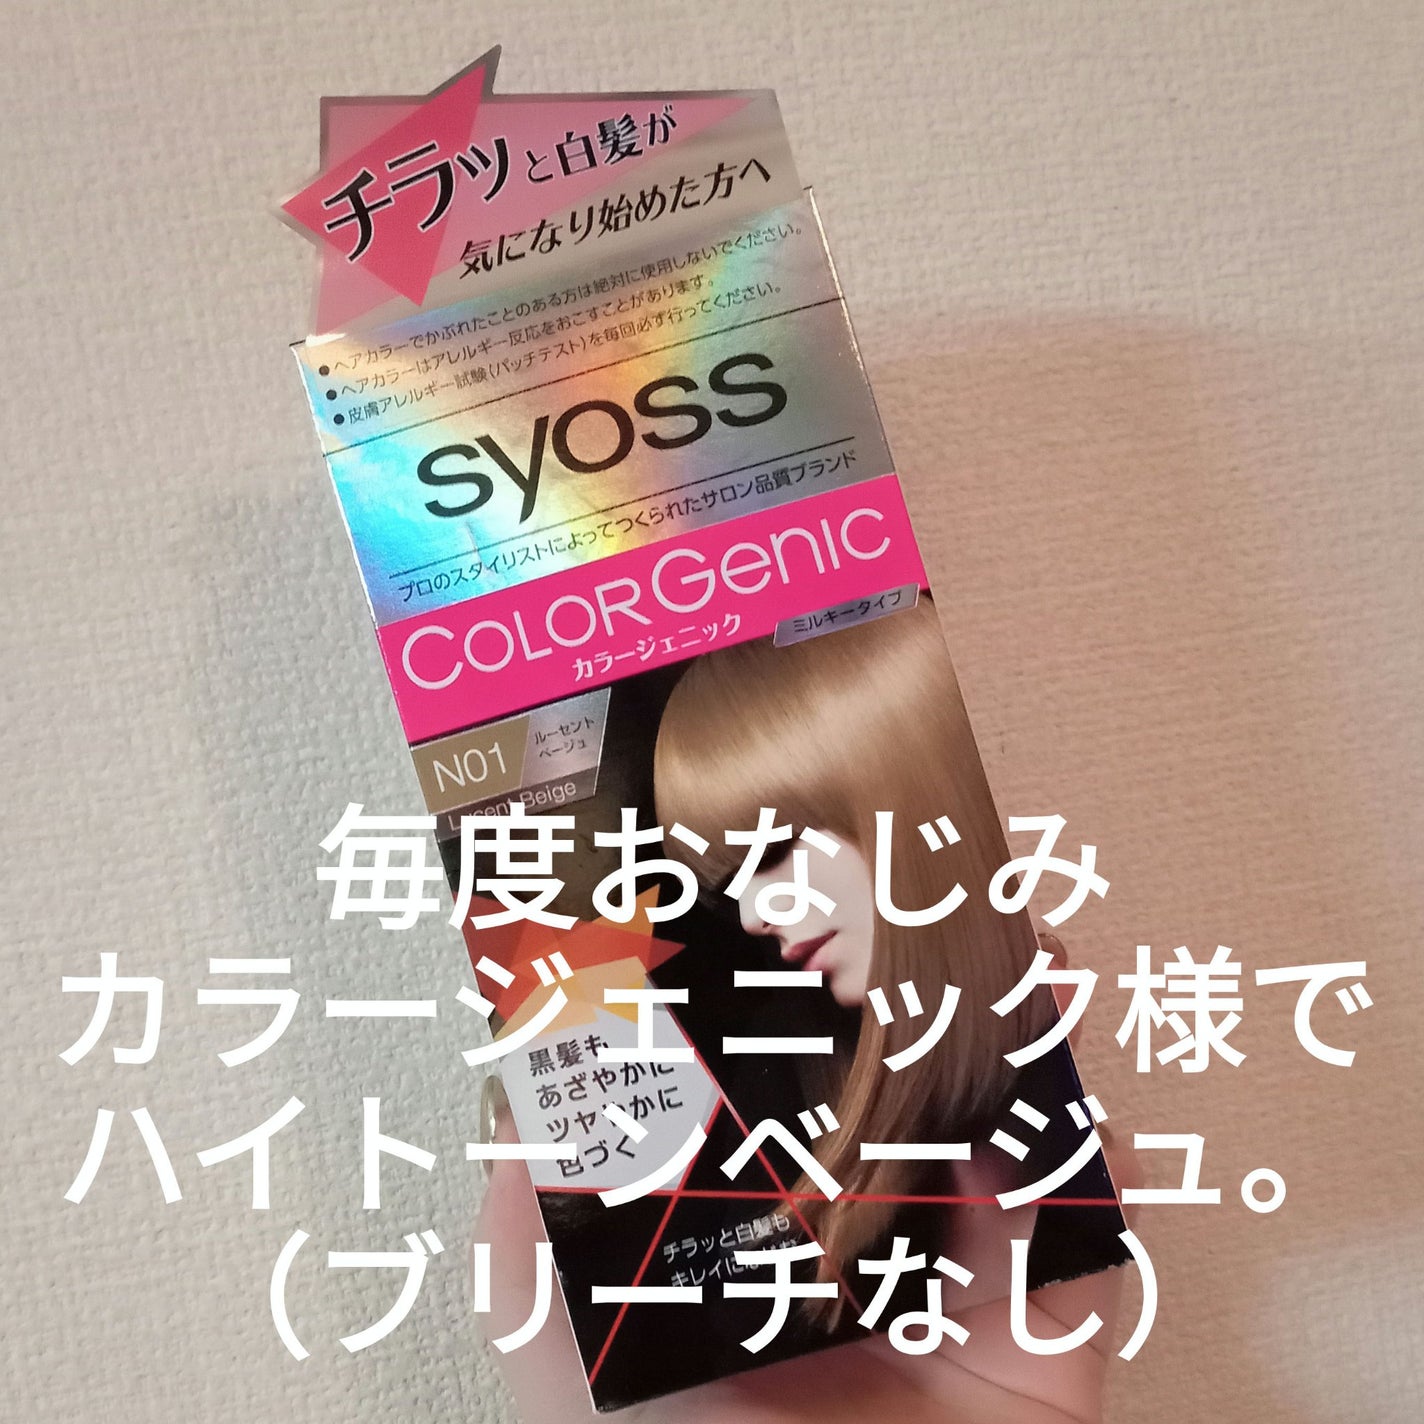 チラッと白髪が
気になり始めた方へ
●ヘアカラーでかぶれたことのある方は絶対に使用しないでください。
●ヘアカラーはアレルギー反応をおこすことがあります。
●皮膚アレルギー試験(パッチテスト)を毎回必ず行ってください。
syoss
プロのスタイリストによってつくられたサロン品質ブランド
COLOR GeniC
カラージェニック
ミルキータイプ
N01
ルーセント
ベージュ
Lucent Beige
毎度おなじみ
カラージェニック様で
ハイトーンベージュ。
(ブリーチなし)
黒髪も
あざやかに
ツヤやかに
色づく
チラッと白髪も